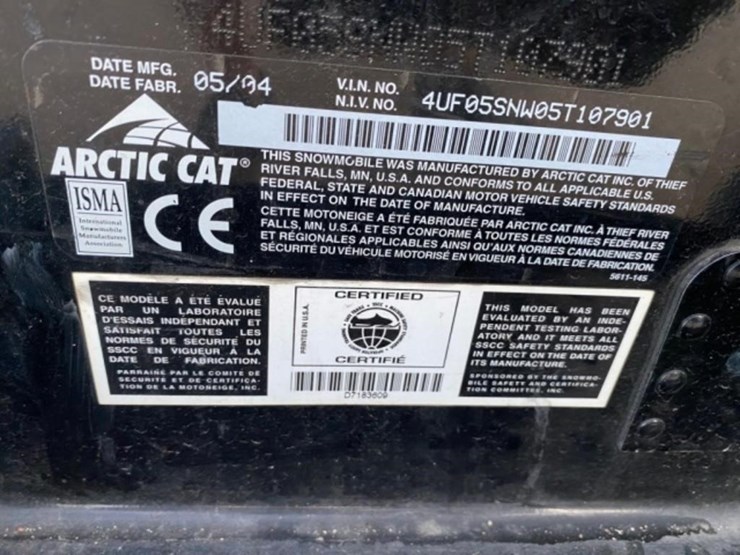 DATE MFG.
DATE FABR. 05/04
V.I.N. NO.
N.I.V. NO. 4UF05SNW05T107901
ARCTIC CAT®
ISMA
International
Snowmobile
Manufacturers
Association
CE
THIS SNOWMOBILE WAS MANUFACTURED BY ARCTIC CAT INC. OF THIEF
RIVER FALLS, MN, U.S.A. AND CONFORMS TO ALL APPLICABLE U.S.
FEDERAL, STATE AND CANADIAN MOTOR VEHICLE SAFETY STANDARDS
IN EFFECT ON THE DATE OF MANUFACTURE.
CETTE MOTONEIGE A ÉTÉ FABRIQUÉE PAR ARCTIC CAT INC. À THIEF RIVER
FALLS, MN, U.S.A. ET EST CONFORME À TOUTES LES NORMES FÉDÉRALES
ET RÉGIONALES APPLICABLES AINSI QU'AUX NORMES CANADIENNES DE
SÉCURITÉ DU VÉHICULE MOTORISÉ EN VIGUEUR À LA DATE DE FABRICATION.
5611-145
CE MODÈLE A ÉTÉ ÉVALUÉ
PAR UN LABORATOIRE
D'ESSAIS INDÉPENDANT ET
SATISFAIT TOUTES LES
NORMES DE SÉCURITÉ DU
SSCC EN VIGUEUR À LA
DATE DE FABRICATION.
PARRAINÉ PAR LE COMITÉ DE
SÉCURITÉ ET DE CERTIFICA-
TION DE LA MOTONEIGE, INC.
PRINTED IN U.S.A.
CERTIFIED
CERTIFIÉ
D7183609
THIS MODEL HAS BEEN
EVALUATED BY AN INDE-
PENDENT TESTING LABOR-
ATORY AND IT MEETS ALL
SSCC SAFETY STANDARDS
IN EFFECT ON THE DATE OF
ITS MANUFACTURE.
SPONSORED BY THE SNOWMO-
BILE SAFETY AND CERTIFICA-
TION COMMITTEE, INC.